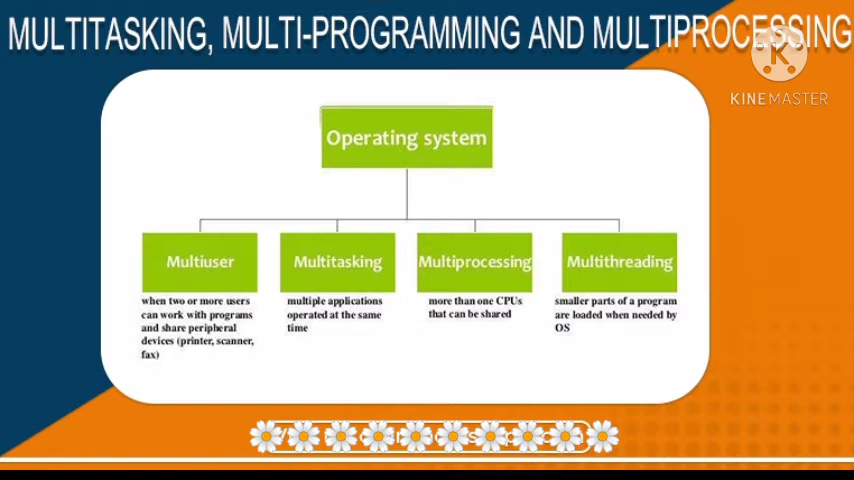 MULTITASKING, MULTI-PROGRAMMING AND MULTIPROCESSING
K
KINEMASTER
Operating system
Multiuser
when two or more users
can work with programs
and share peripheral
devices (printer, scanner,
fax)
Multitasking
multiple applications
operated at the same
time
Multiprocessing
more than one CPUs
that can be shared
Multithreading
smaller parts of a program
are loaded when needed by
OS